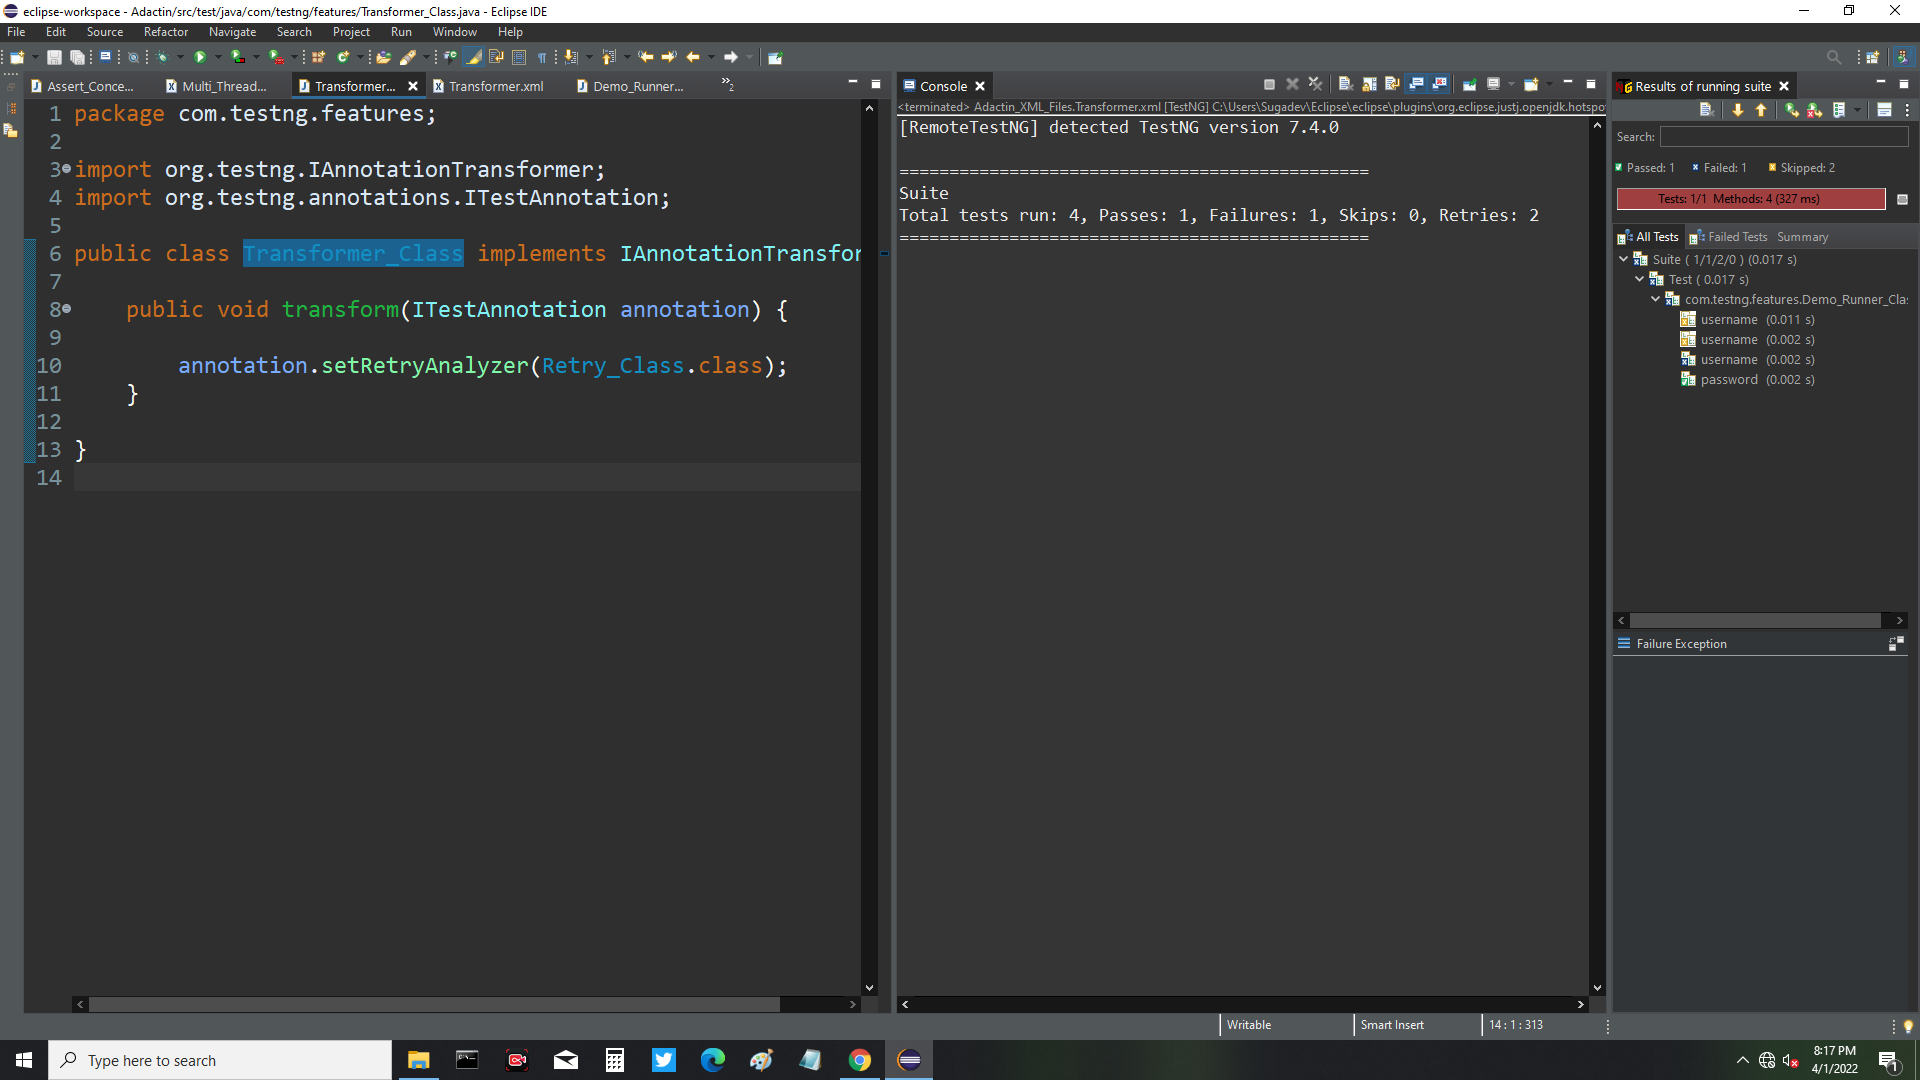 eclipse-workspace - Adactin/src/test/java/com/testng/features/Transformer_Class.java - Eclipse IDE
File Edit Source Refactor Navigate Search Project Run Window Help
Assert_Conce... Multi_Thread... Transformer... Transformer.xml Demo_Runner... »2
1 package com.testng.features;
2
3 import org.testng.IAnnotationTransformer;
4 import org.testng.annotations.ITestAnnotation;
5
6 public class Transformer_Class implements IAnnotationTransfor
7
8 public void transform(ITestAnnotation annotation) {
9
10 annotation.setRetryAnalyzer(Retry_Class.class);
11 }
12
13 }
14
Console
<terminated> Adactin_XML_Files.Transformer.xml [TestNG] C:\Users\Sugadev\Eclipse\eclipse\plugins\org.eclipse.justj.openjdk.hotspo
[RemoteTestNG] detected TestNG version 7.4.0
===============================================
Suite
Total tests run: 4, Passes: 1, Failures: 1, Skips: 0, Retries: 2
===============================================
Results of running suite
Search:
Passed: 1 Failed: 1 Skipped: 2
Tests: 1/1 Methods: 4 (327 ms)
All Tests Failed Tests Summary
Suite ( 1/1/2/0 ) (0.017 s)
Test ( 0.017 s)
com.testng.features.Demo_Runner_Clas
username (0.011 s)
username (0.002 s)
username (0.002 s)
password (0.002 s)
Failure Exception
Writable Smart Insert 14 : 1 : 313
Type here to search
8:17 PM
4/1/2022
1